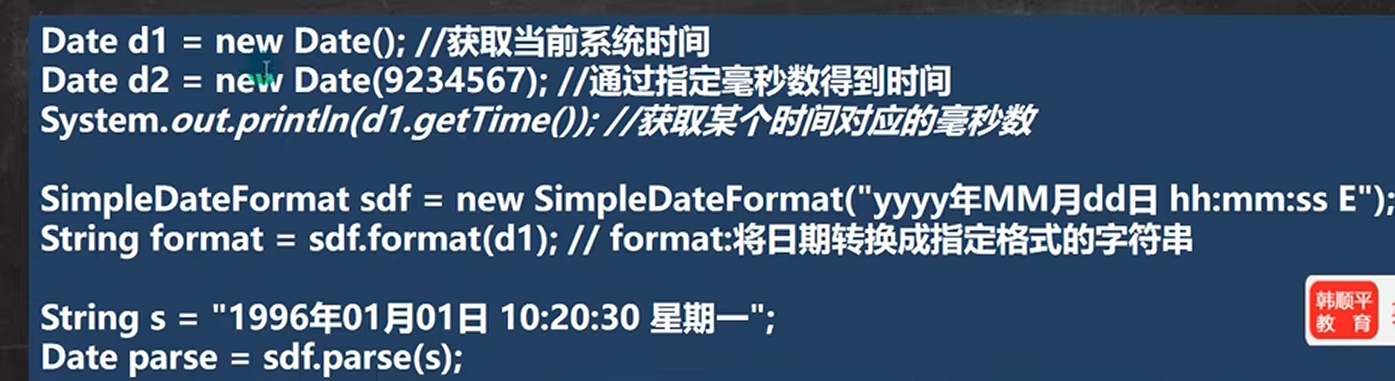 Date d1 = new Date(); //获取当前系统时间
Date d2 = new Date(9234567); //通过指定毫秒数得到时间
System.out.println(d1.getTime()); //获取某个时间对应的毫秒数
SimpleDateFormat sdf = new SimpleDateFormat("yyyy年MM月dd日 hh:mm:ss E");
String format = sdf.format(d1); // format:将日期转换成指定格式的字符串
String s = "1996年01月01日 10:20:30 星期一";
Date parse = sdf.parse(s);
韩顺平
教 育